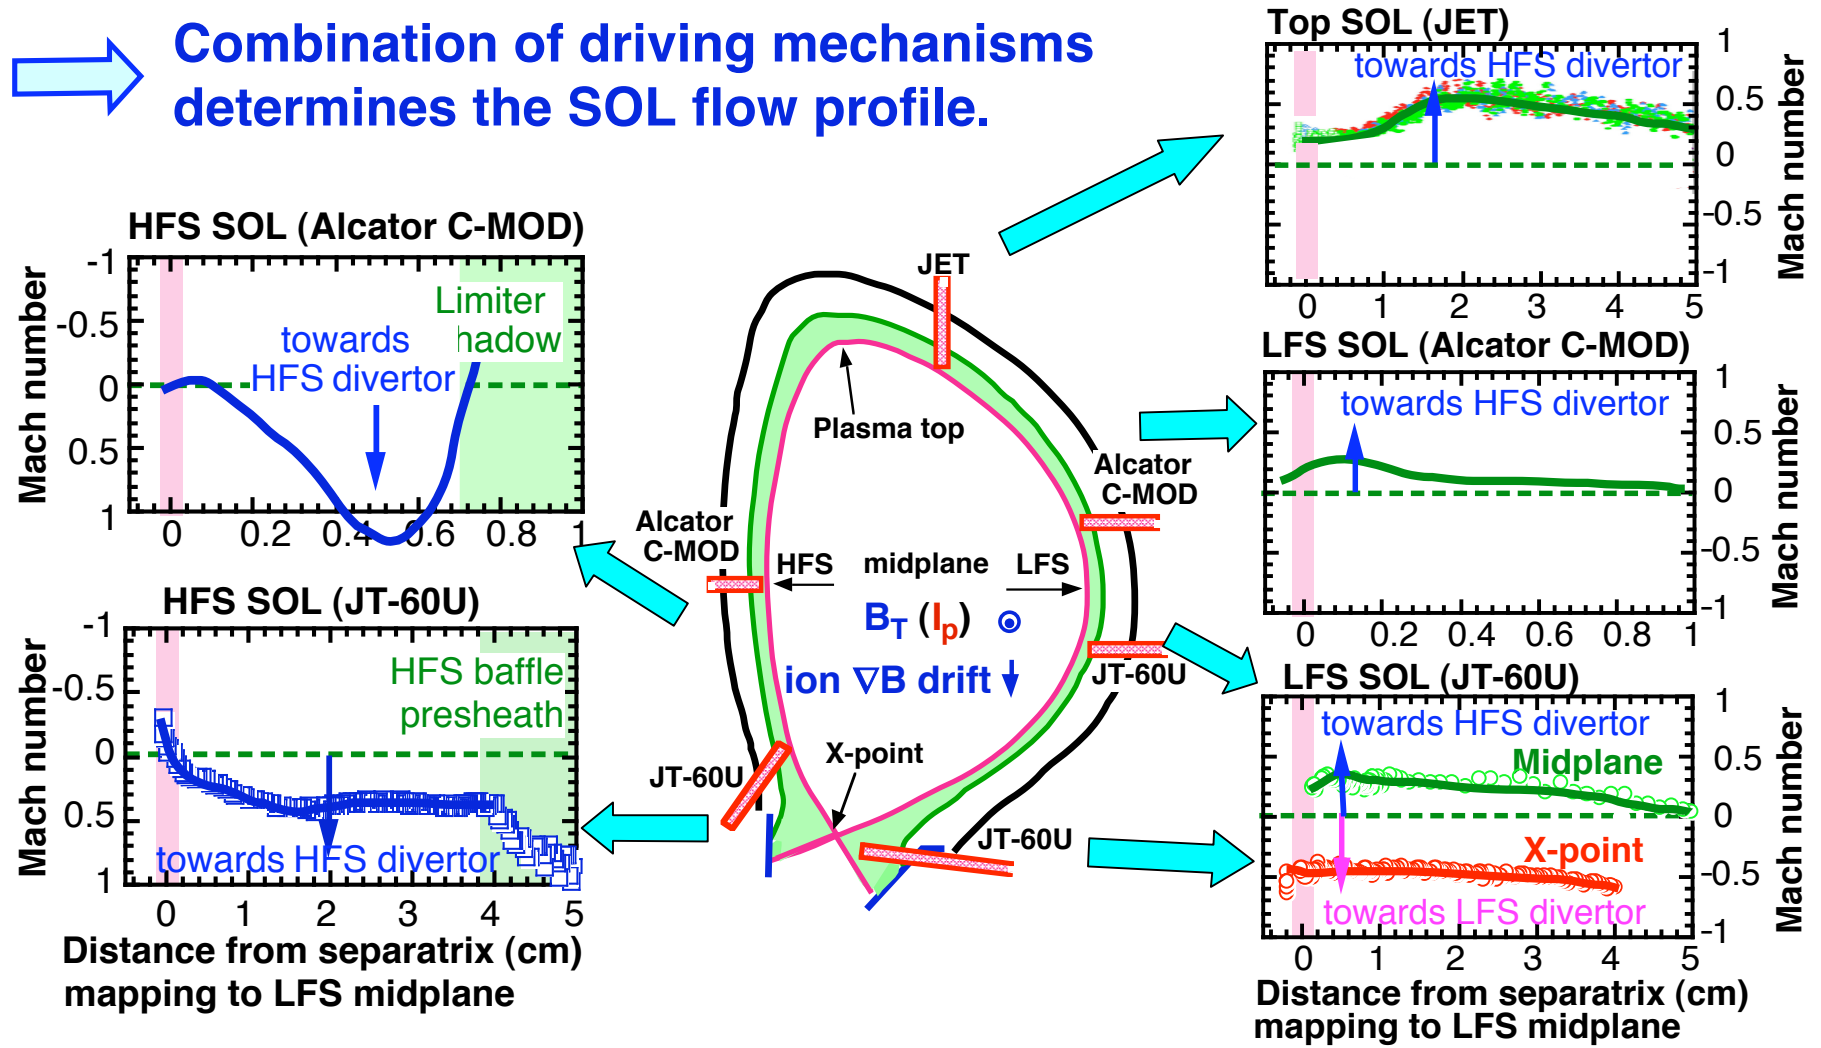 Combination of driving mechanisms
determines the SOL flow profile.
Top SOL (JET)
towards HFS divertor
1
0.5
0
-0.5
-1
Mach number
0 1 2 3 4 5
HFS SOL (Alcator C-MOD)
Mach number
-1
-0.5
0
0.5
1
Limiter
hadow
towards
HFS divertor
0 0.2 0.4 0.6 0.8 1
LFS SOL (Alcator C-MOD)
towards HFS divertor
1
0.5
0
-0.5
-1
Mach number
0 0.2 0.4 0.6 0.8 1
JET
Plasma top
Alcator
C-MOD
Alcator
C-MOD
HFS
midplane
LFS
BT (Ip)
ion ∇B drift
JT-60U
X-point
JT-60U
JT-60U
HFS SOL (JT-60U)
Mach number
-1
-0.5
0
0.5
1
HFS baffle
presheath
towards HFS divertor
0 1 2 3 4 5
Distance from separatrix (cm)
mapping to LFS midplane
LFS SOL (JT-60U)
towards HFS divertor
Midplane
X-point
towards LFS divertor
1
0.5
0
-0.5
-1
Mach number
0 1 2 3 4 5
Distance from separatrix (cm)
mapping to LFS midplane